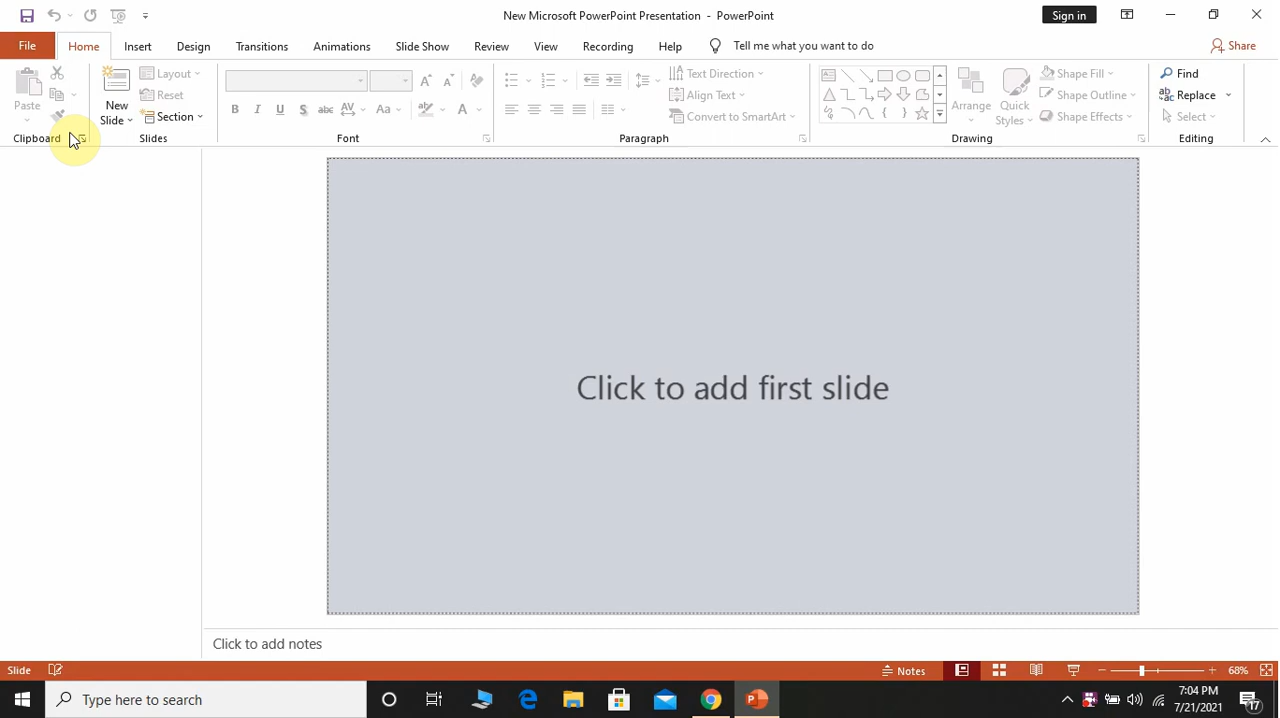 New Microsoft PowerPoint Presentation - PowerPoint
Sign in
File Home Insert Design Transitions Animations Slide Show Review View Recording Help Tell me what you want to do Share
Paste
New Slide
Layout
Reset
Section
B I U abc AV Aa A
Text Direction
Align Text
Convert to SmartArt
Arrange
Quick Styles
Shape Fill
Shape Outline
Shape Effects
Find
Replace
Select
Clipboard Slides Font Paragraph Drawing Editing
Click to add first slide
Click to add notes
Slide Notes 68%
Type here to search
7:04 PM
7/21/2021
17